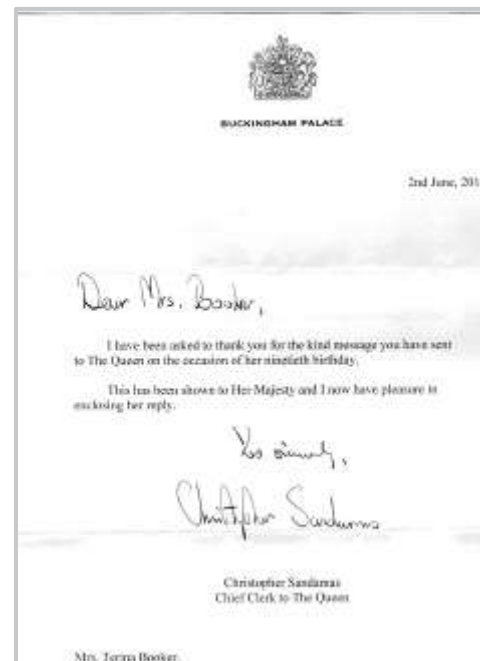 BUCKINGHAM PALACE
2nd June, 201
Dear Mrs. Booker,
I have been asked to thank you for the kind message you have sent
to The Queen on the occasion of her ninetieth birthday.
This has been shown to Her Majesty and I now have pleasure in
enclosing her reply.
Yours sincerely,
Christopher Sandamas
Christopher Sandamas
Chief Clerk to The Queen
Mrs. Terina Booker.